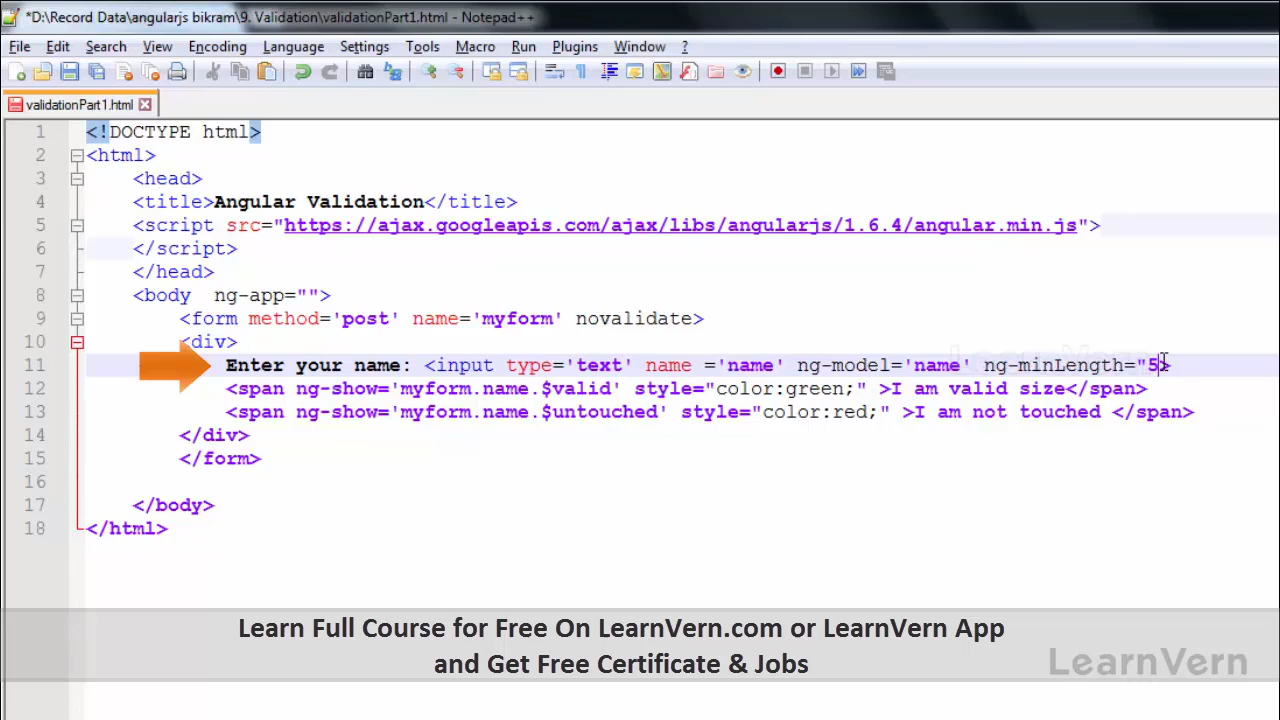 *D:\Record Data\angularjs bikram\9. Validation\validationPart1.html - Notepad++
File Edit Search View Encoding Language Settings Tools Macro Run Plugins Window ?
validationPart1.html
1 <!DOCTYPE html>
2 <html>
3 <head>
4 <title>Angular Validation</title>
5 <script src="https://ajax.googleapis.com/ajax/libs/angularjs/1.6.4/angular.min.js">
6 </script>
7 </head>
8 <body ng-app="">
9 <form method='post' name='myform' novalidate>
10 <div>
11 Enter your name: <input type='text' name ='name' ng-model='name' ng-minLength="5>
12 <span ng-show='myform.name.$valid' style="color:green;" >I am valid size</span>
13 <span ng-show='myform.name.$untouched' style="color:red;" >I am not touched </span>
14 </div>
15 </form>
16
17 </body>
18 </html>
Learn Full Course for Free On LearnVern.com or LearnVern App
and Get Free Certificate & Jobs
LearnVern